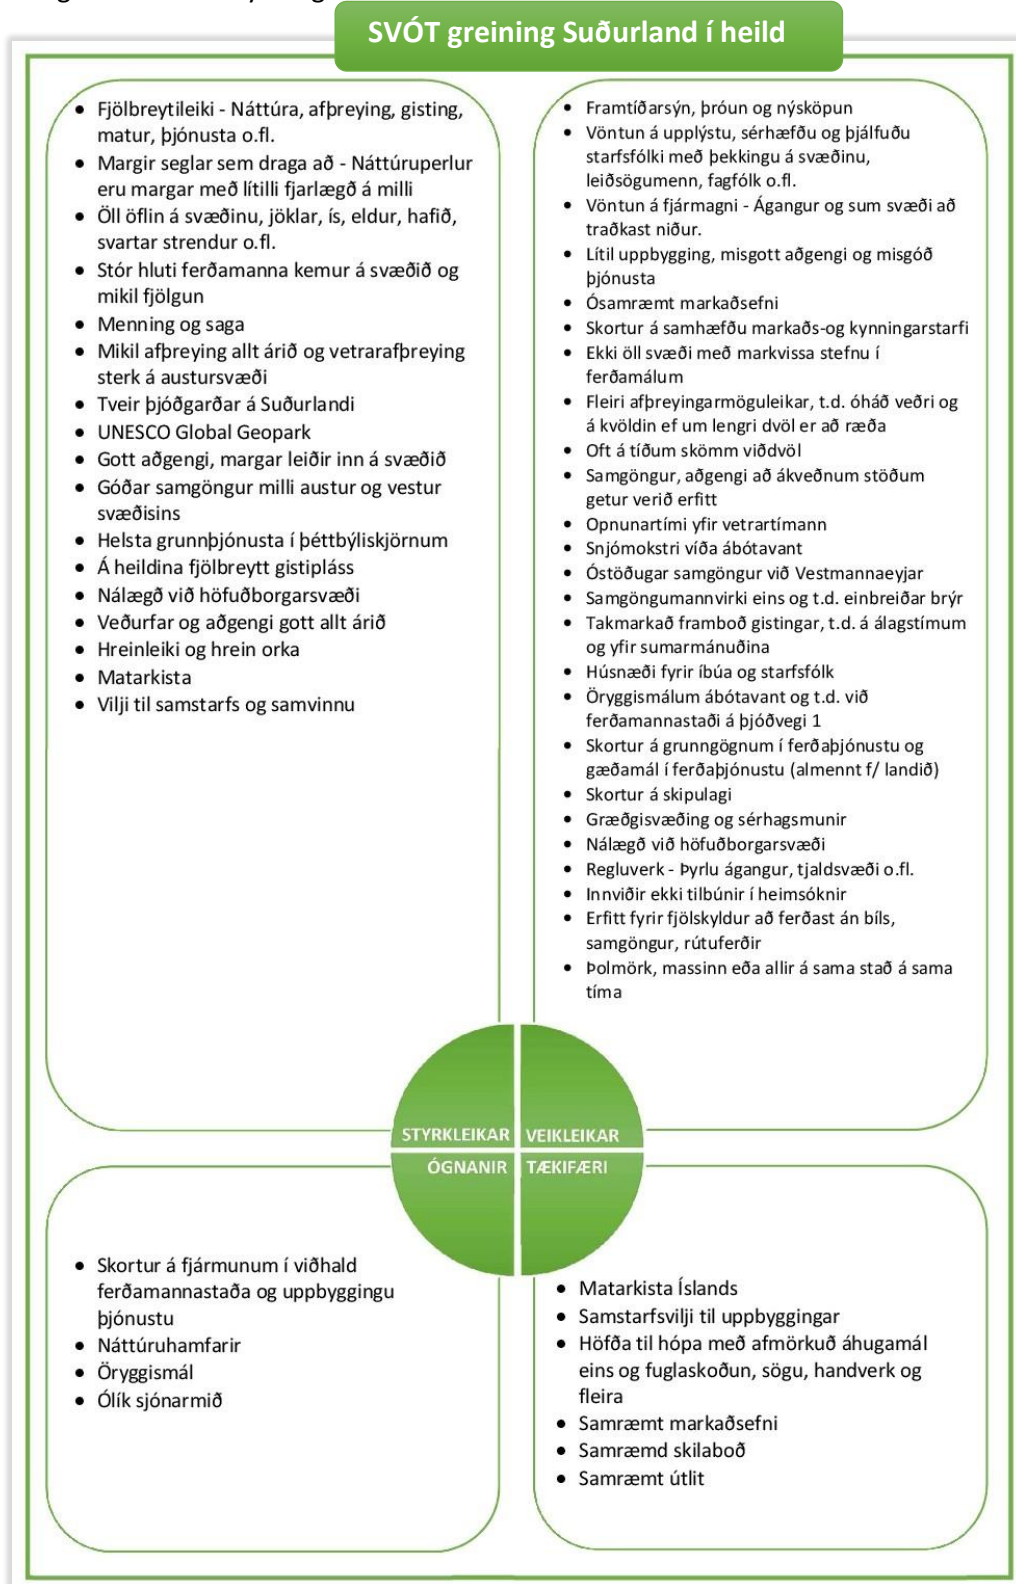 SVÓT greining Suðurland í heild
• Fjölbreytileiki - Náttúra, afþreying, gisting,
matur, þjónusta o.fl.
• Margir seglar sem draga að - Náttúruperlur
eru margar með lítilli fjarlægð á milli
• Öll öflin á svæðinu, jöklar, ís, eldur, hafið,
svartar strendur o.fl.
• Stór hluti ferðamanna kemur á svæðið og
mikil fjölgun
• Menning og saga
• Mikil afþreying allt árið og vetrarafþreying
sterk á austursvæði
• Tveir þjóðgarðar á Suðurlandi
• UNESCO Global Geopark
• Gott aðgengi, margar leiðir inn á svæðið
• Góðar samgöngur milli austur og vestur
svæðisins
• Helsta grunnþjónusta í þéttbýliskjörnum
• Á heildina fjölbreytt gistipláss
• Nálægð við höfuðborgarsvæði
• Veðurfar og aðgengi gott allt árið
• Hreinleiki og hrein orka
• Matarkista
• Vilji til samstarfs og samvinnu
• Framtíðarsýn, þróun og nýsköpun
• Vöntun á upplýstu, sérhæfðu og þjálfuðu
starfsfólki með þekkingu á svæðinu,
leiðsögumenn, fagfólk o.fl.
• Vöntun á fjármagni - Ágangur og sum svæði að
traðkast niður.
• Lítil uppbygging, misgott aðgengi og misgóð
þjónusta
• Ósamræmt markaðsefni
• Skortur á samhæfðu markaðs-og kynningarstarfi
• Ekki öll svæði með markvissa stefnu í
ferðamálum
• Fleiri afþreyingarmöguleikar, t.d. óháð veðri og
á kvöldin ef um lengri dvöl er að ræða
• Oft á tíðum skömm viðdvöl
• Samgöngur, aðgengi að ákveðnum stöðum
getur verið erfitt
• Opnunartími yfir vetrartímann
• Snjómokstri víða ábótavant
• Óstöðugar samgöngur við Vestmannaeyjar
• Samgöngumannvirki eins og t.d. einbreiðar brýr
• Takmarkað framboð gistingar, t.d. á álagstímum
og yfir sumarmánuðina
• Húsnæði fyrir íbúa og starfsfólk
• Öryggismálum ábótavant og t.d. við
ferðamannastaði á þjóðvegi 1
• Skortur á grunngögnum í ferðaþjónustu og
gæðamál í ferðaþjónustu (almennt f/ landið)
• Skortur á skipulagi
• Græðgisvæðing og sérhagsmunir
• Nálægð við höfuðborgarsvæði
• Regluverk - Þyrlu ágangur, tjaldsvæði o.fl.
• Innviðir ekki tilbúnir í heimsóknir
• Erfitt fyrir fjölskyldur að ferðast án bíls,
samgöngur, rútuferðir
• Þolmörk, massinn eða allir á sama stað á sama
tíma
STYRKLEIKAR
VEIKLEIKAR
ÓGNANIR
TÆKIFÆRI
• Skortur á fjármunum í viðhald
ferðamannastaða og uppbyggingu
þjónustu
• Náttúruhamfarir
• Öryggismál
• Ólík sjónarmið
• Matarkista Íslands
• Samstarfsvilji til uppbyggingar
• Höfða til hópa með afmörkuð áhugamál
eins og fuglaskoðun, sögu, handverk og
fleira
• Samræmt markaðsefni
• Samræmd skilaboð
• Samræmt útlit